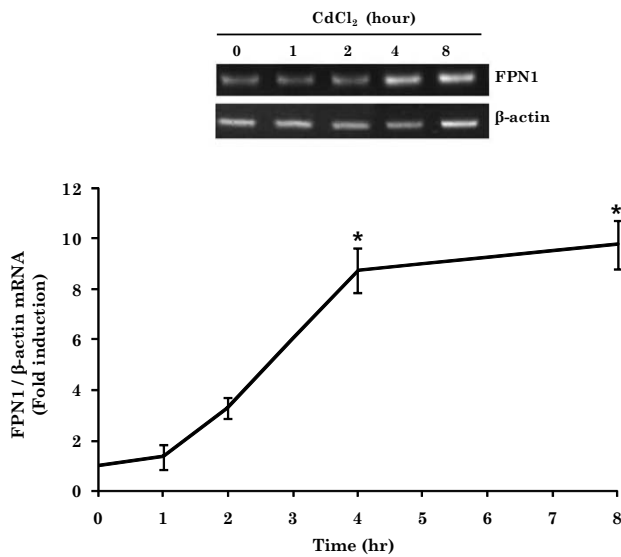 CdCl₂ (hour)
0 1 2 4 8
FPN1
β-actin
FPN1 / β-actin mRNA
(Fold induction)
12
10
8
6
4
2
0
*
*
0 1 2 3 4 5 6 7 8
Time (hr)